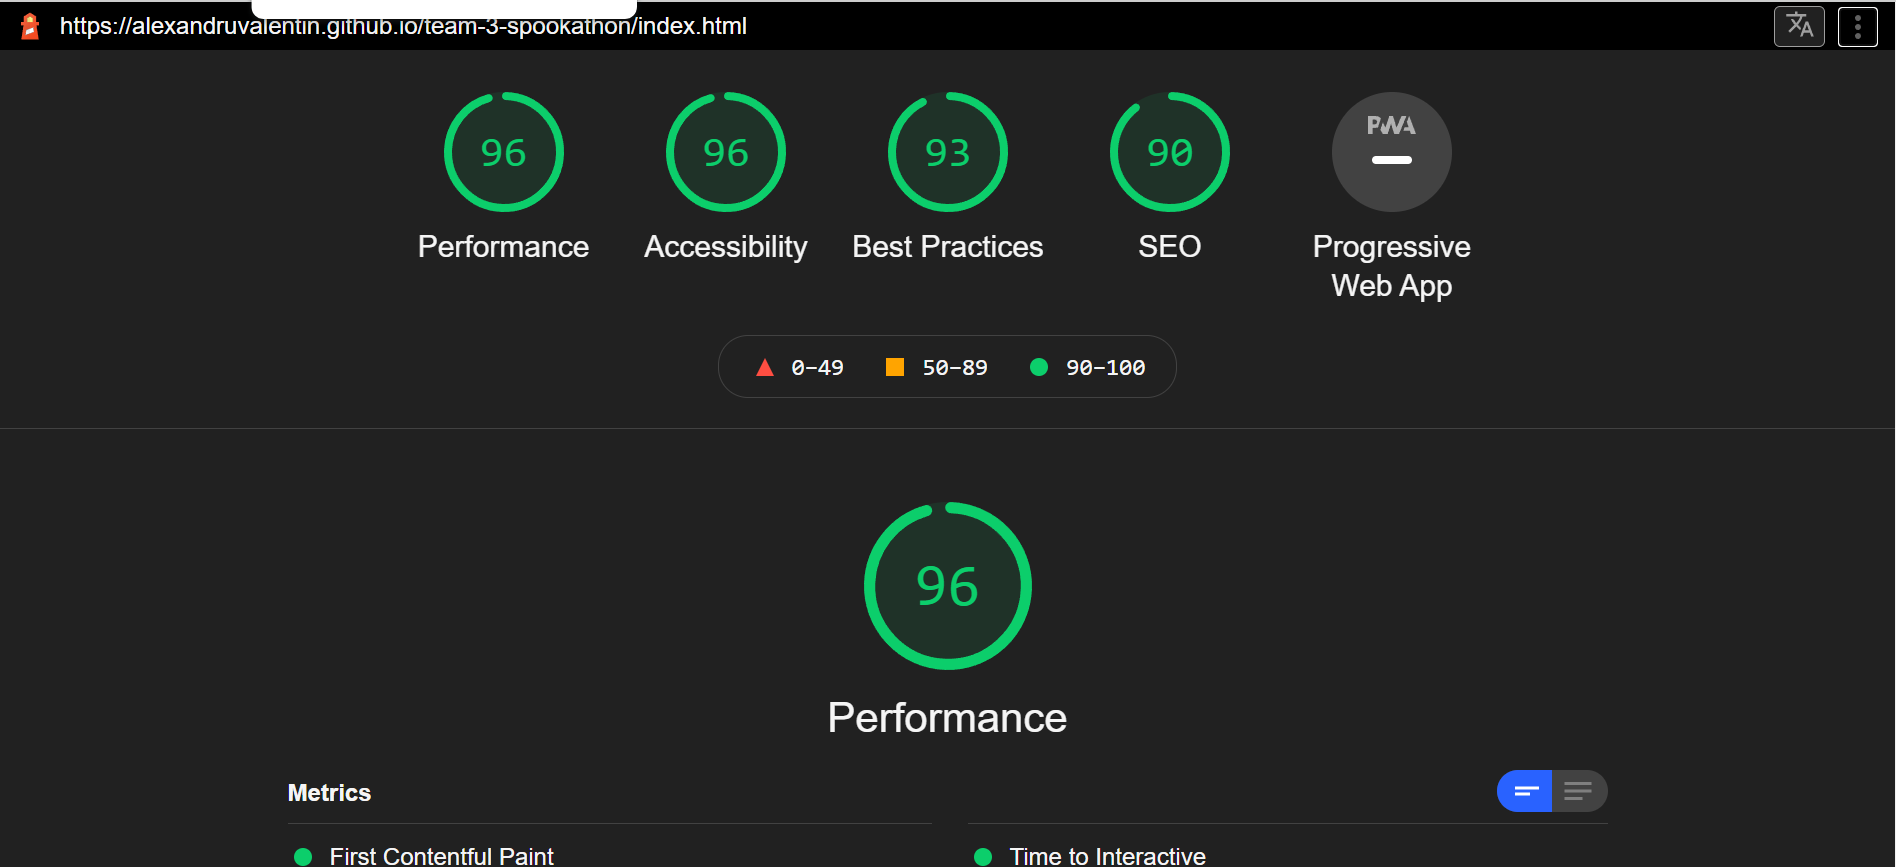 https://alexandruvalentin.github.io/team-3-spookathon/index.html
96
96
93
90
PWA
Performance
Accessibility
Best Practices
SEO
Progressive
Web App
0–49
50–89
90–100
96
Performance
Metrics
First Contentful Paint
Time to Interactive